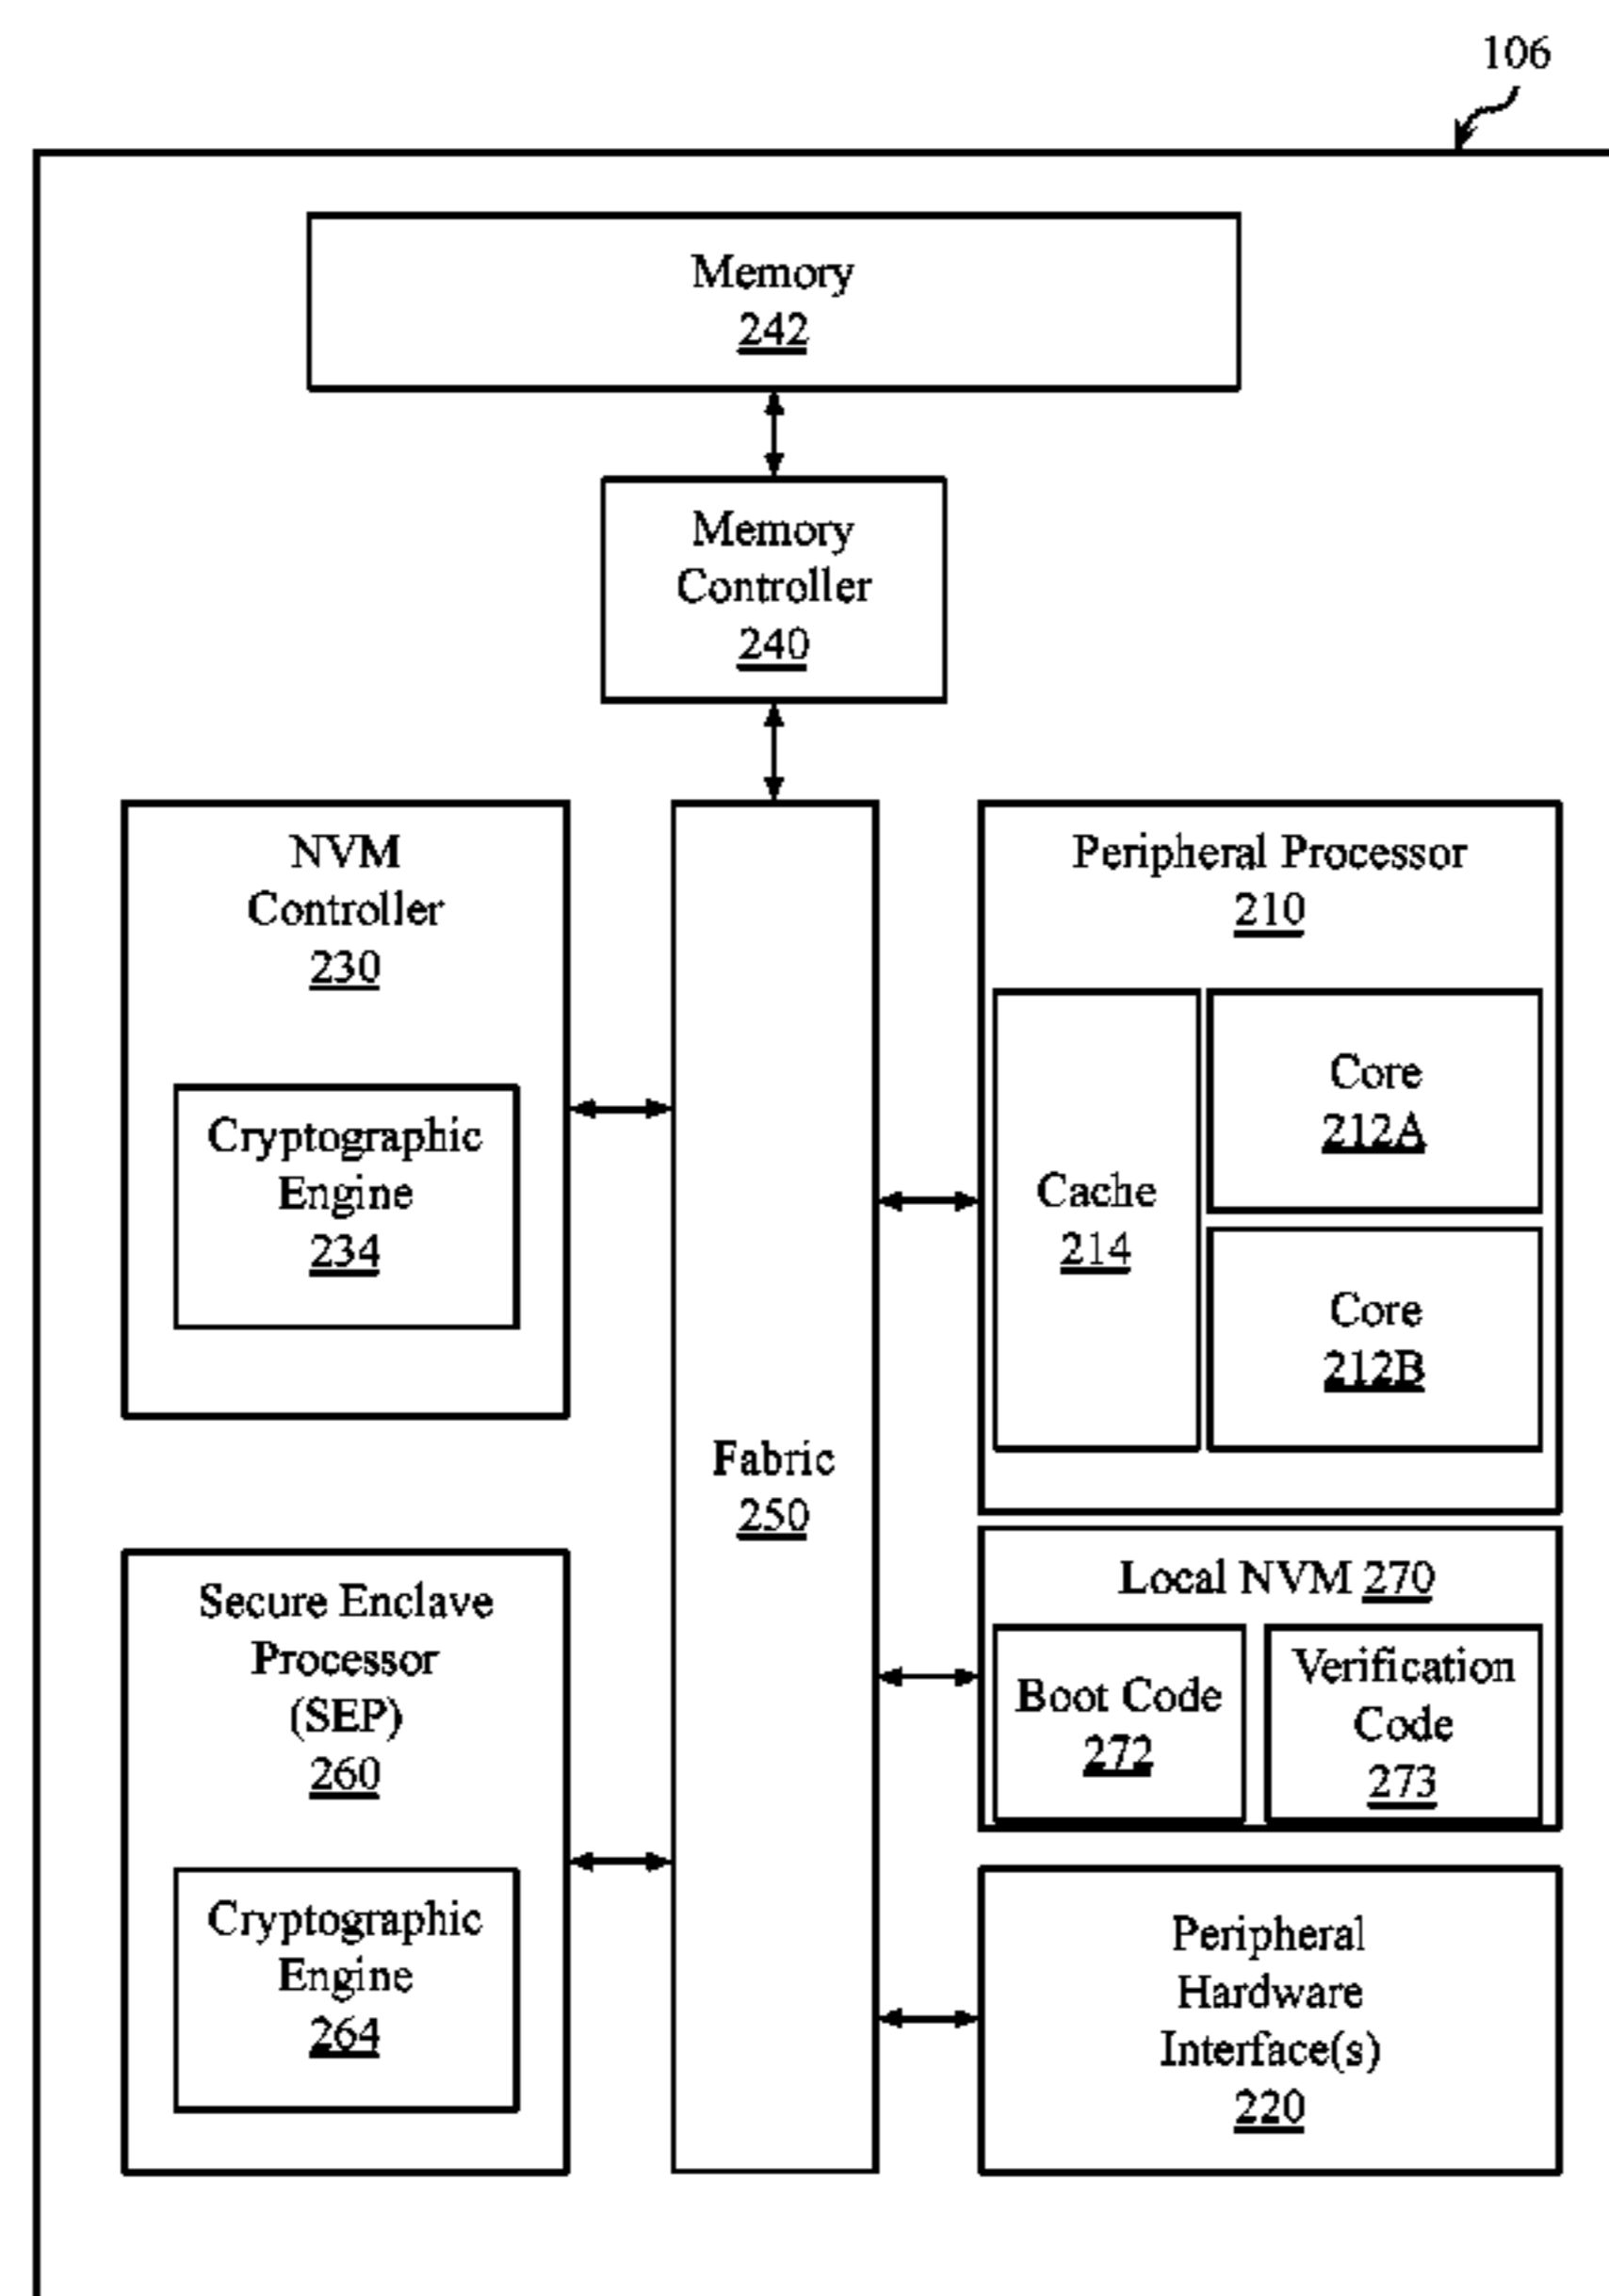 106
Memory
242
Memory
Controller
240
NVM
Controller
230
Cryptographic
Engine
234
Secure Enclave
Processor
(SEP)
260
Cryptographic
Engine
264
Fabric
250
Peripheral Processor
210
Cache
214
Core
212A
Core
212B
Local NVM 270
Boot Code
272
Verification
Code
273
Peripheral
Hardware
Interface(s)
220